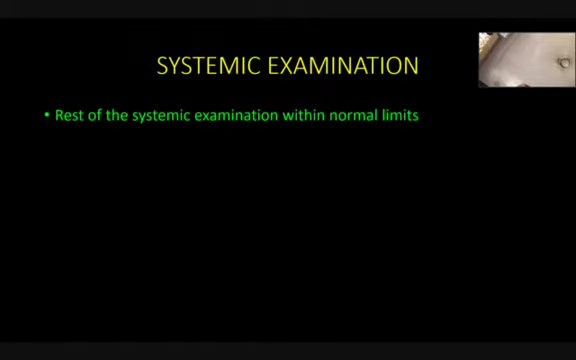 SYSTEMIC EXAMINATION
• Rest of the systemic examination within normal limits